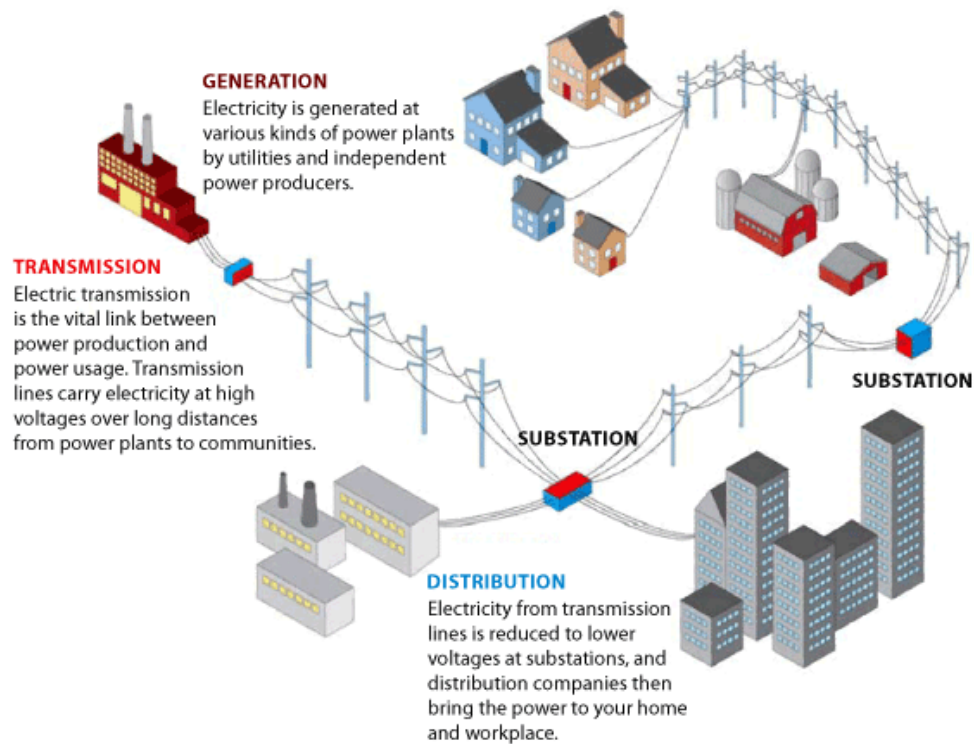 GENERATION
Electricity is generated at
various kinds of power plants
by utilities and independent
power producers.
TRANSMISSION
Electric transmission
is the vital link between
power production and
power usage. Transmission
lines carry electricity at high
voltages over long distances
from power plants to communities.
SUBSTATION
SUBSTATION
DISTRIBUTION
Electricity from transmission
lines is reduced to lower
voltages at substations, and
distribution companies then
bring the power to your home
and workplace.